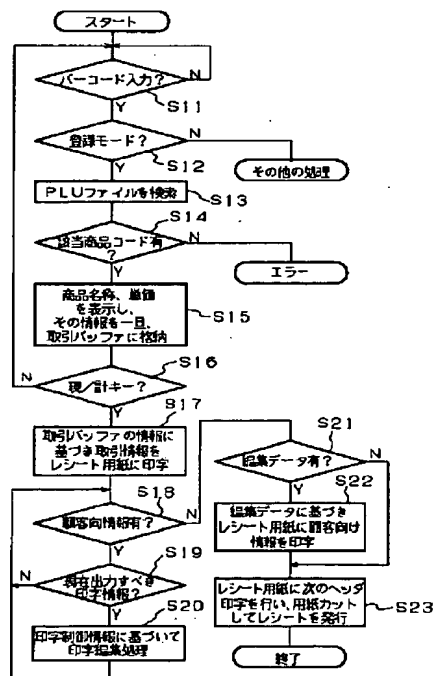 スタート
バーコード入力?
N
Y
S11
登録モード?
N
Y
S12
その他の処理
PLUファイルを検索
S13
該当商品コード有
?
S14
N
Y
エラー
商品名称、単価
を表示し、
その情報を一旦、
取引バッファに格納
S15
現/計キー?
S16
N
Y
S17
取引バッファの情報に
基づき取引情報を
レシート用紙に印字
顧客向情報有?
S18
N
Y
現在出力すべき
印字情報?
S19
N
Y
S20
印字制御情報に基づいて
印字編集処理
編集データ有?
S21
N
Y
S22
編集データに基づき
レシート用紙に顧客向け
情報を印字
レシート用紙に次のヘッダ
印字を行い、用紙カット
してレシートを発行
S23
終了